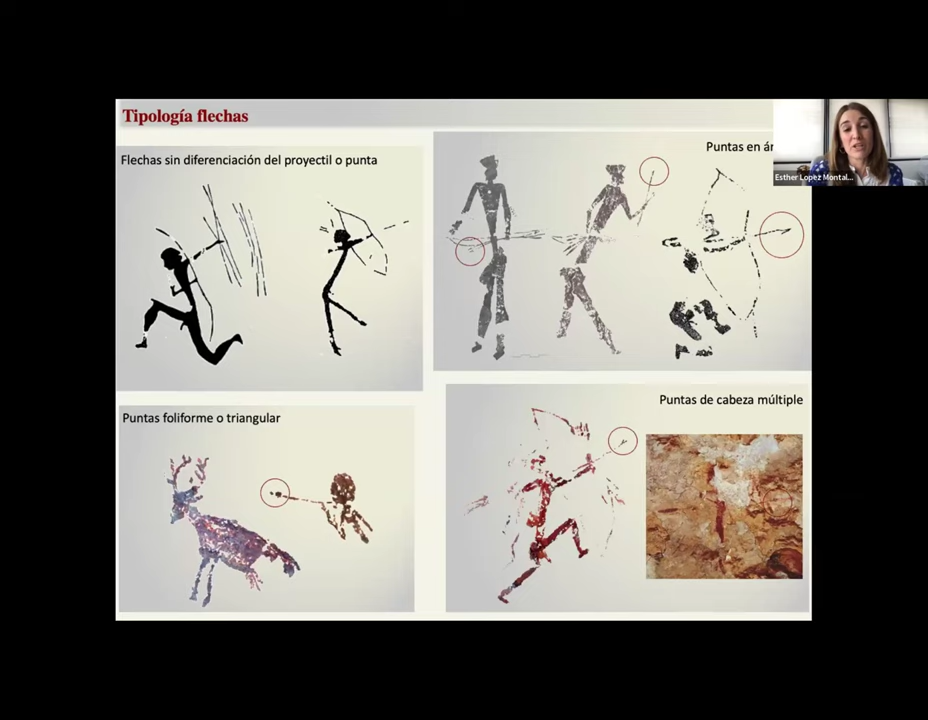 Tipología flechas
Flechas sin diferenciación del proyectil o punta
Puntas en
Esther Lopez Montal...
Puntas foliforme o triangular
Puntas de cabeza múltiple